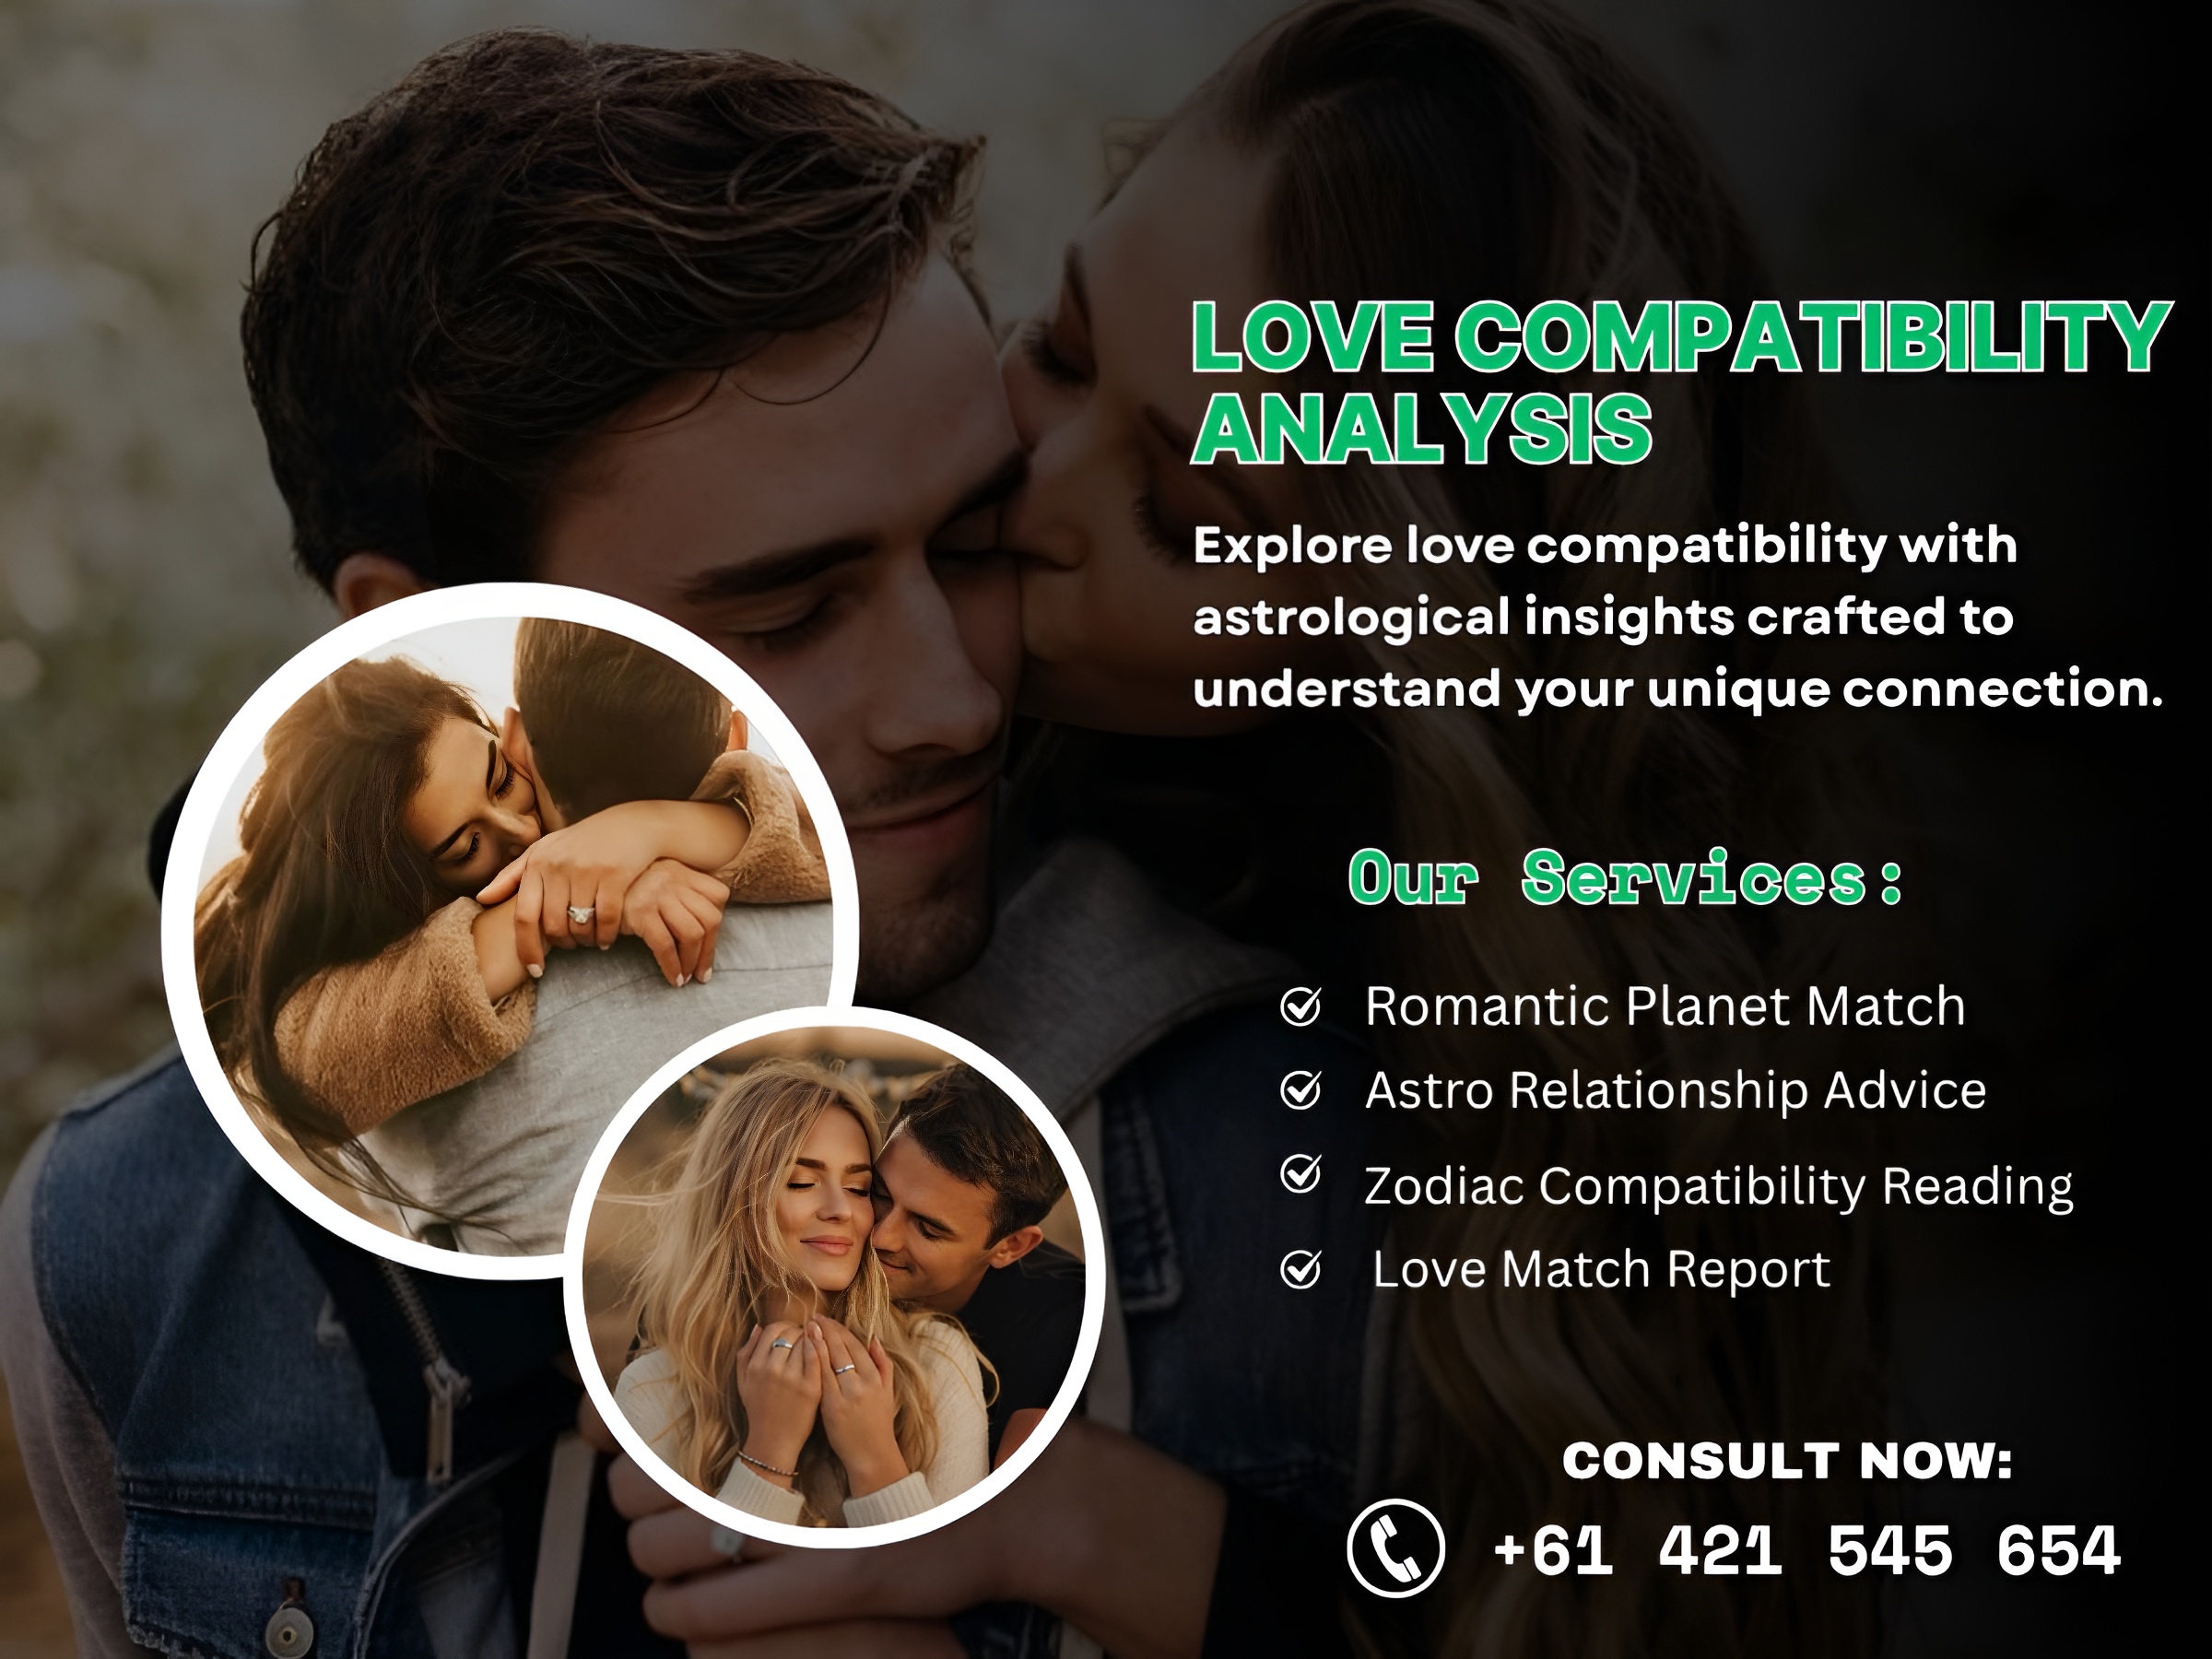 LOVE COMPATIBILITY
ANALYSIS
Explore love compatibility with
astrological insights crafted to
understand your unique connection.
Our Services:
Romantic Planet Match
Astro Relationship Advice
Zodiac Compatibility Reading
Love Match Report
CONSULT NOW:
+61 421 545 654